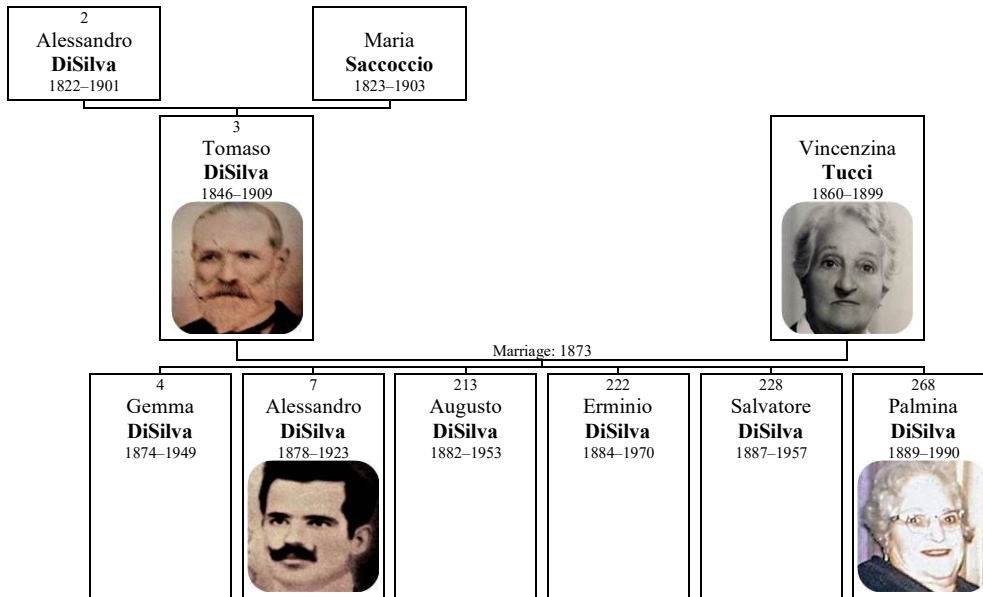 2
Alessandro
DiSilva
1822–1901
Maria
Saccoccio
1823–1903
3
Tomaso
DiSilva
1846–1909
Vincenzina
Tucci
1860–1899
Marriage: 1873
4
Gemma
DiSilva
1874–1949
7
Alessandro
DiSilva
1878–1923
213
Augusto
DiSilva
1882–1953
222
Erminio
DiSilva
1884–1970
228
Salvatore
DiSilva
1887–1957
268
Palmina
DiSilva
1889–1990